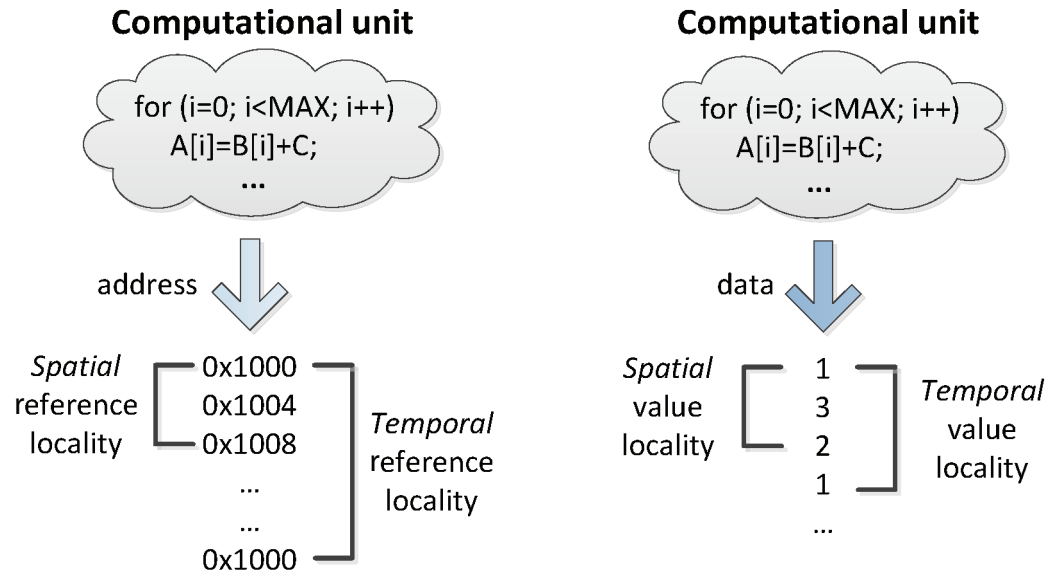 Computational unit
for (i=0; i<MAX; i++)
A[i]=B[i]+C;
...
address
Spatial
reference
locality
0x1000
0x1004
0x1008
...
...
0x1000
Temporal
reference
locality
Computational unit
for (i=0; i<MAX; i++)
A[i]=B[i]+C;
...
data
Spatial
value
locality
1
3
2
1
...
Temporal
value
locality